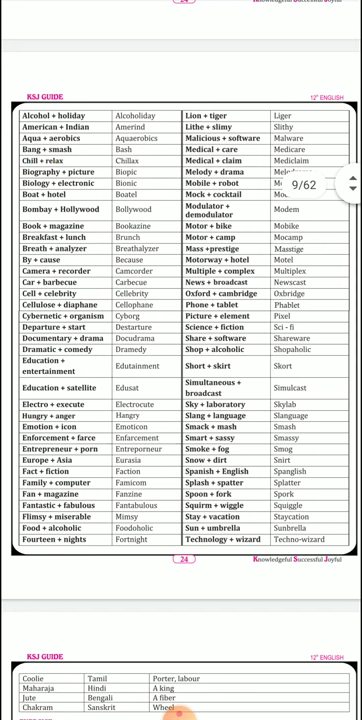 24
Knowledgeful Successful Joyful
KSJ GUIDE 12th ENGLISH
Alcohol + holiday Alcoholiday Lion + tiger Liger
American + Indian Amerind Lithe + slimy Slithy
Aqua + aerobics Aquaerobics Malicious + software Malware
Bang + smash Bash Medical + care Medicare
Chill + relax Chillax Medical + claim Mediclaim
Biography + picture Biopic Melody + drama
Biology + electronic Bionic Mobile + robot
9/62
Boat + hotel Boatel Mock + cocktail
Bombay + Hollywood Bollywood Modulator + demodulator Modem
Book + magazine Bookazine Motor + bike Mobike
Breakfast + lunch Brunch Motor + camp Mocamp
Breath + analyzer Breathalyzer Mass +prestige Masstige
By + cause Because Motorway + hotel Motel
Camera + recorder Camcorder Multiple + complex Multiplex
Car + barbecue Carbecue News + broadcast Newscast
Cell + celebrity Cellebrity Oxford + cambridge Oxbridge
Cellulose + diaphane Cellophane Phone + tablet Phablet
Cybernetic + organism Cyborg Picture + element Pixel
Departure + start Destarture Science + fiction Sci - fi
Documentary + drama Docudrama Share + software Shareware
Dramatic + comedy Dramedy Shop + alcoholic Shopaholic
Education + entertainment Edutainment Short + skirt Skort
Education + satellite Edusat Simultaneous + broadcast Simulcast
Electro + execute Electrocute Sky + laboratory Skylab
Hungry + anger Hangry Slang + language Slanguage
Emotion + icon Emoticon Smack + mash Smash
Enforcement + farce Enfarcement Smart + sassy Smassy
Entrepreneur + porn Entreporneur Smoke + fog Smog
Europe + Asia Eurasia Snow + dirt Snirt
Fact + fiction Faction Spanish + English Spanglish
Family + computer Famicom Splash + spatter Splatter
Fan + magazine Fanzine Spoon + fork Spork
Fantastic + fabulous Fantabulous Squirm + wiggle Squiggle
Flimsy + miserable Mimsy Stay + vacation Staycation
Food + alcoholic Foodoholic Sun + umbrella Sunbrella
Fourteen + nights Fortnight Technology + wizard Techno-wizard
24
Knowledgeful Successful Joyful
KSJ GUIDE 12th ENGLISH
Coolie Tamil Porter, labour
Maharaja Hindi A king
Jute Bengali A fiber
Chakram Sanskrit Wheel